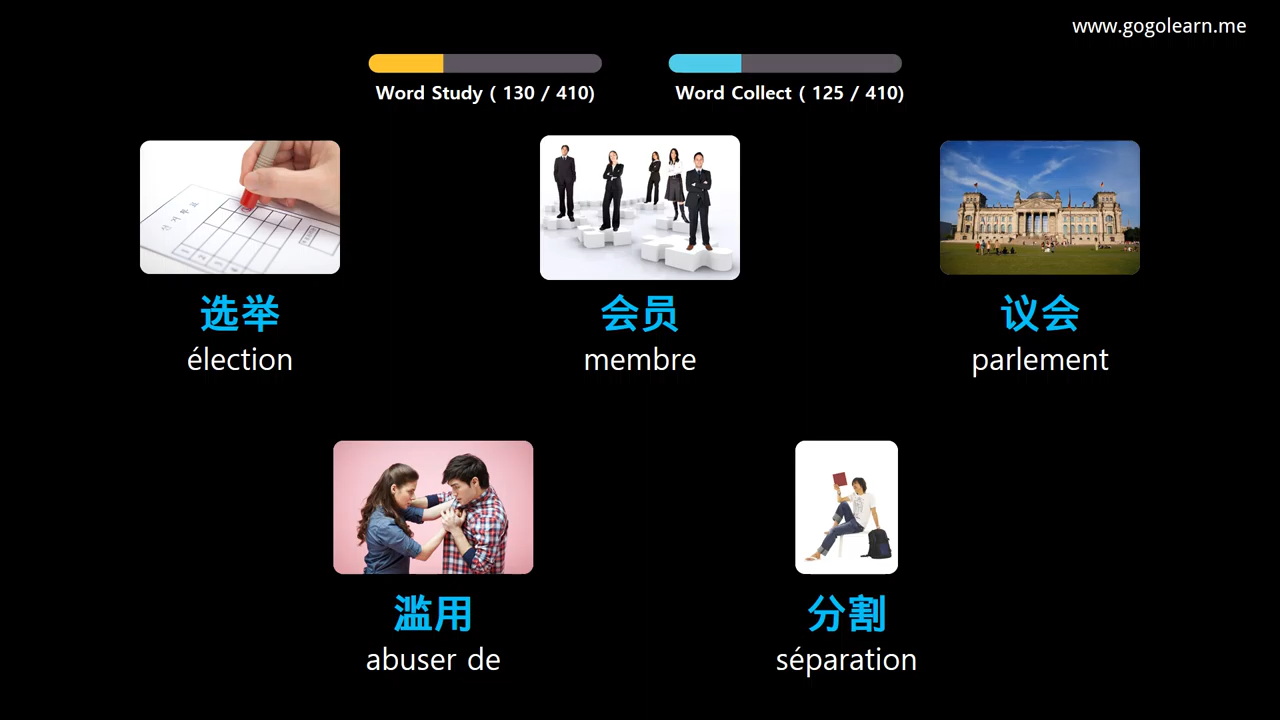 www.gogolearn.me
Word Study ( 130 / 410)
Word Collect ( 125 / 410)
选举
élection
会员
membre
议会
parlement
滥用
abuser de
分割
séparation